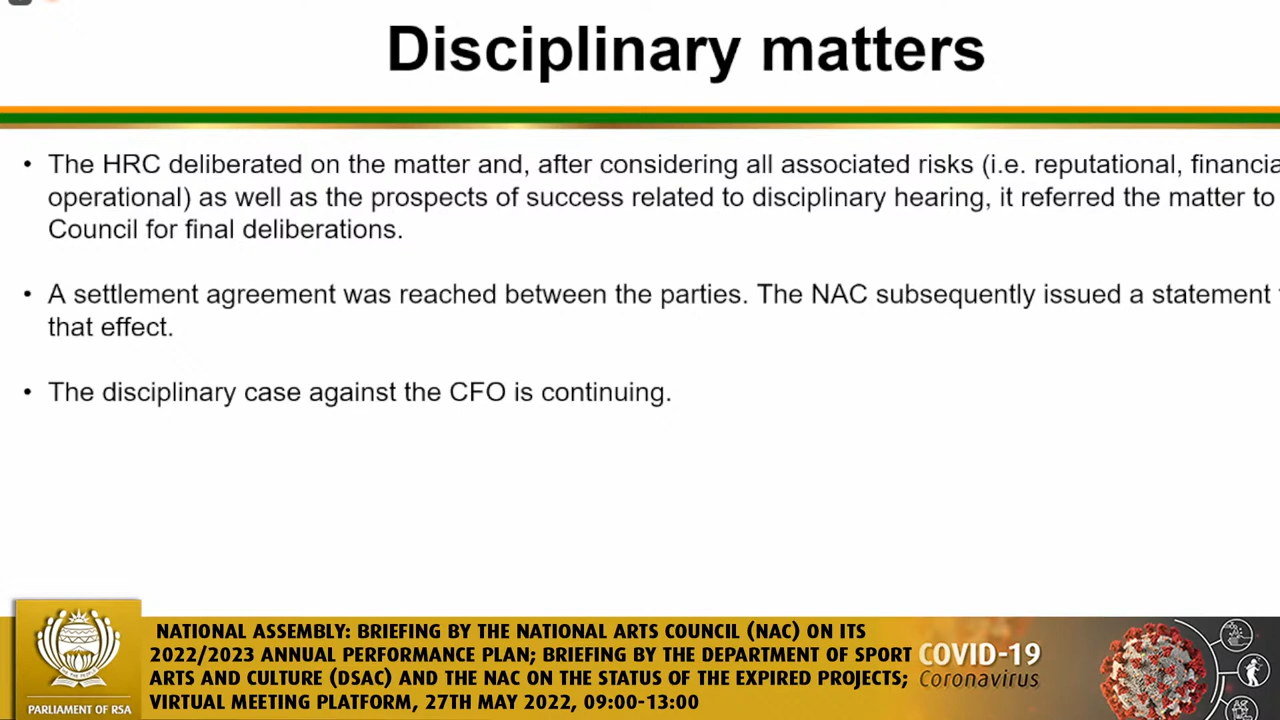 Disciplinary matters
• The HRC deliberated on the matter and, after considering all associated risks (i.e. reputational, financia
operational) as well as the prospects of success related to disciplinary hearing, it referred the matter to
Council for final deliberations.
• A settlement agreement was reached between the parties. The NAC subsequently issued a statement
that effect.
• The disciplinary case against the CFO is continuing.
NATIONAL ASSEMBLY: BRIEFING BY THE NATIONAL ARTS COUNCIL (NAC) ON ITS
2022/2023 ANNUAL PERFORMANCE PLAN; BRIEFING BY THE DEPARTMENT OF SPORT
ARTS AND CULTURE (DSAC) AND THE NAC ON THE STATUS OF THE EXPIRED PROJECTS;
VIRTUAL MEETING PLATFORM, 27TH MAY 2022, 09:00-13:00
PARLIAMENT OF RSA
COVID-19
Coronavirus